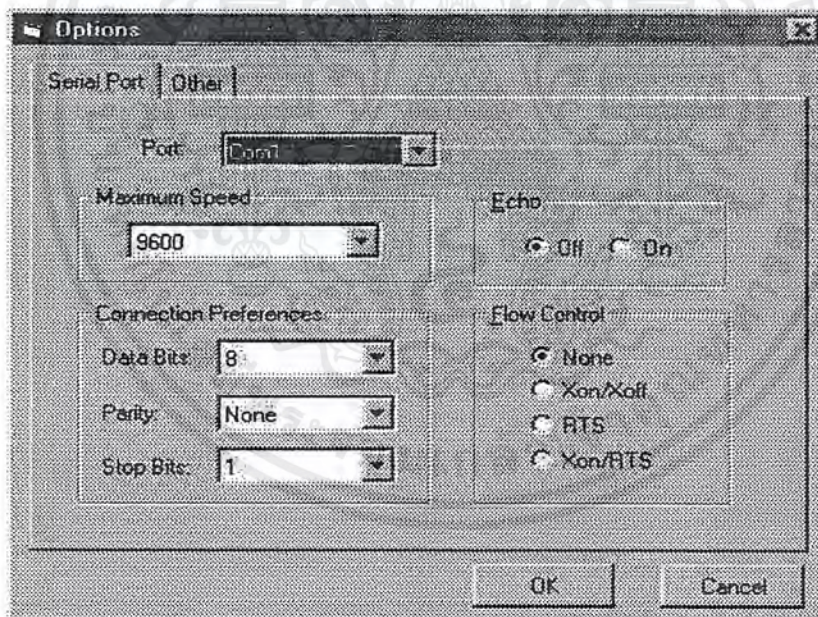 Options
Serial Port Other
Port: Com1
Maximum Speed
9600
Echo
Off On
Connection Preferences
Data Bits: 8
Parity: None
Stop Bits: 1
Flow Control
None
Xon/Xoff
RTS
Xon/RTS
OK Cancel